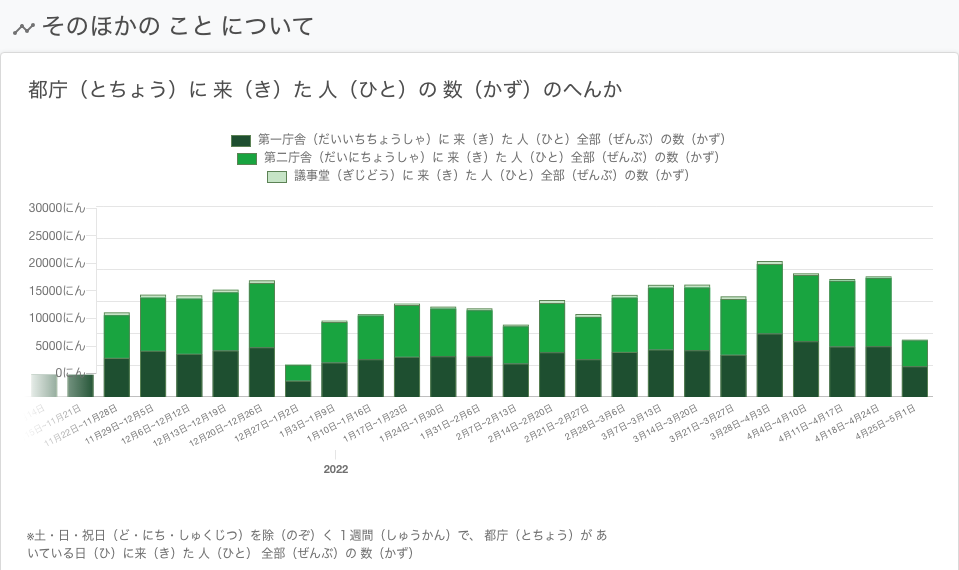 そのほかの こと について
都庁（とちょう）に 来（き）た 人（ひと）の 数（かず）のへんか
第一庁舎（だいいちちょうしゃ）に 来（き）た 人（ひと）全部（ぜんぶ）の数（かず）
第二庁舎（だいにちょうしゃ）に 来（き）た 人（ひと）全部（ぜんぶ）の数（かず）
議事堂（ぎじどう）に 来（き）た 人（ひと）全部（ぜんぶ）の数（かず）
30000にん
25000にん
20000にん
15000にん
10000にん
5000にん
0にん
11月22日~11月28日
11月29日~12月5日
12月6日~12月12日
12月13日~12月19日
12月20日~12月26日
12月27日~1月2日
1月3日~1月9日
1月10日~1月16日
1月17日~1月23日
1月24日~1月30日
1月31日~2月6日
2月7日~2月13日
2月14日~2月20日
2月21日~2月27日
2月28日~3月6日
3月7日~3月13日
3月14日~3月20日
3月21日~3月27日
3月28日~4月3日
4月4日~4月10日
4月11日~4月17日
4月18日~4月24日
4月25日~5月1日
2022
※土・日・祝日（ど・にち・しゅくじつ）を除（のぞ）く １週間（しゅうかん）で、 都庁（とちょう）が あ
いている日（ひ）に来（き）た 人（ひと） 全部（ぜんぶ）の 数（かず）